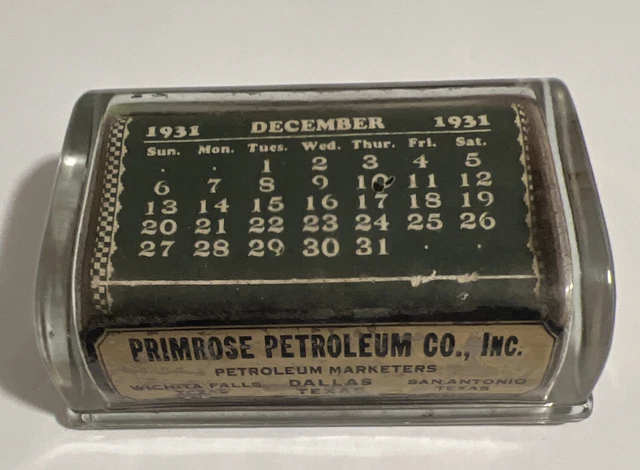 1931 DECEMBER 1931
Sun. Mon. Tues. Wed. Thur. Fri. Sat.
. . 1 2 3 4 5
6 7 8 9 10 11 12
13 14 15 16 17 18 19
20 21 22 23 24 25 26
27 28 29 30 31 . .
PRIMROSE PETROLEUM CO., INC.
PETROLEUM MARKETERS
WICHITA FALLS DALLAS SAN ANTONIO
TEXAS TEXAS TEXAS